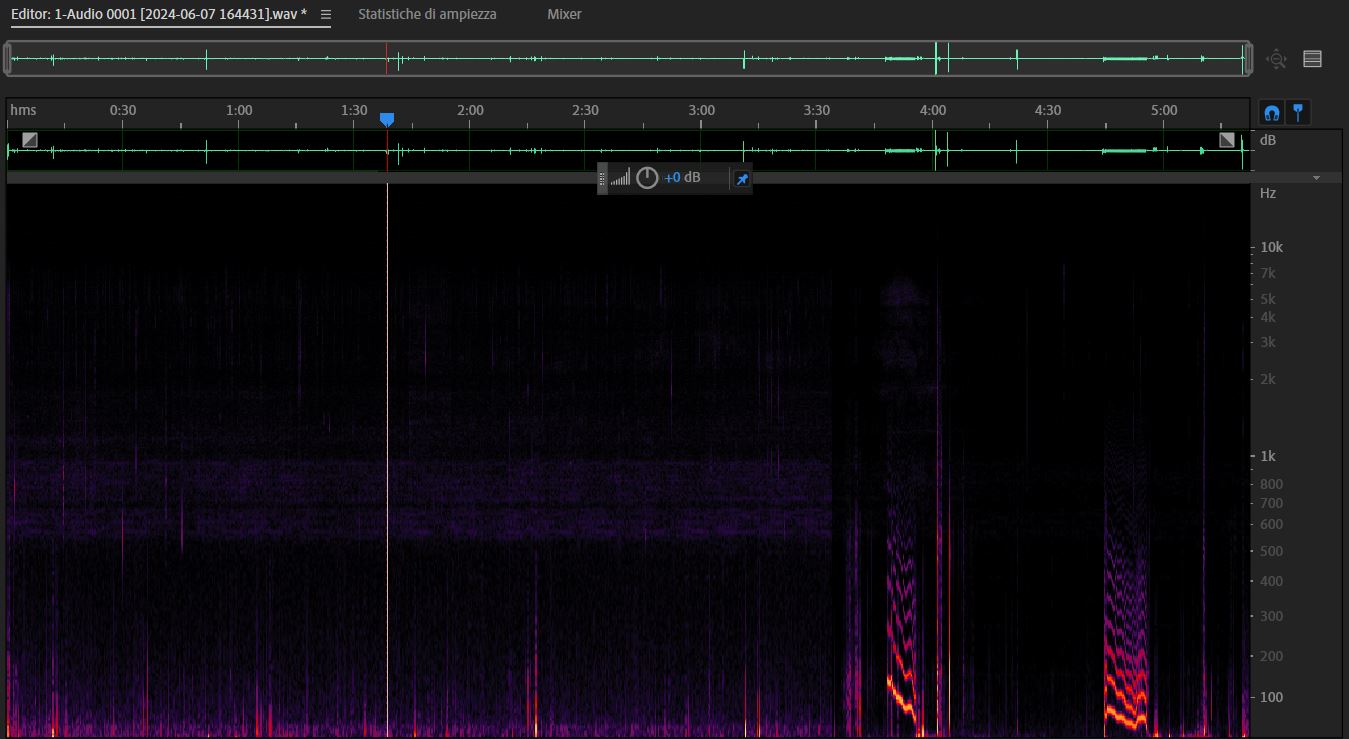 Editor: 1-Audio 0001 [2024-06-07 164431].wav * Statistiche di ampiezza Mixer
hms 0:30 1:00 1:30 2:00 2:30 3:00 3:30 4:00 4:30 5:00
dB
+0 dB
Hz
10k
7k
5k
4k
3k
2k
1k
800
700
600
500
400
300
200
100